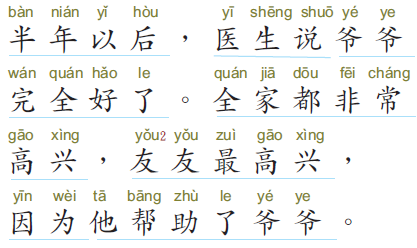 bàn nián yǐ hòu yī shēng shuō yé ye
半年以后，医生说爷爷
wán quán hǎo le quán jiā dōu fēi cháng
完全好了。全家都非常
gāo xìng yǒu2 yǒu zuì gāo xìng
高兴，友友最高兴，
yīn wèi tā bāng zhù le yé ye
因为他帮助了爷爷。